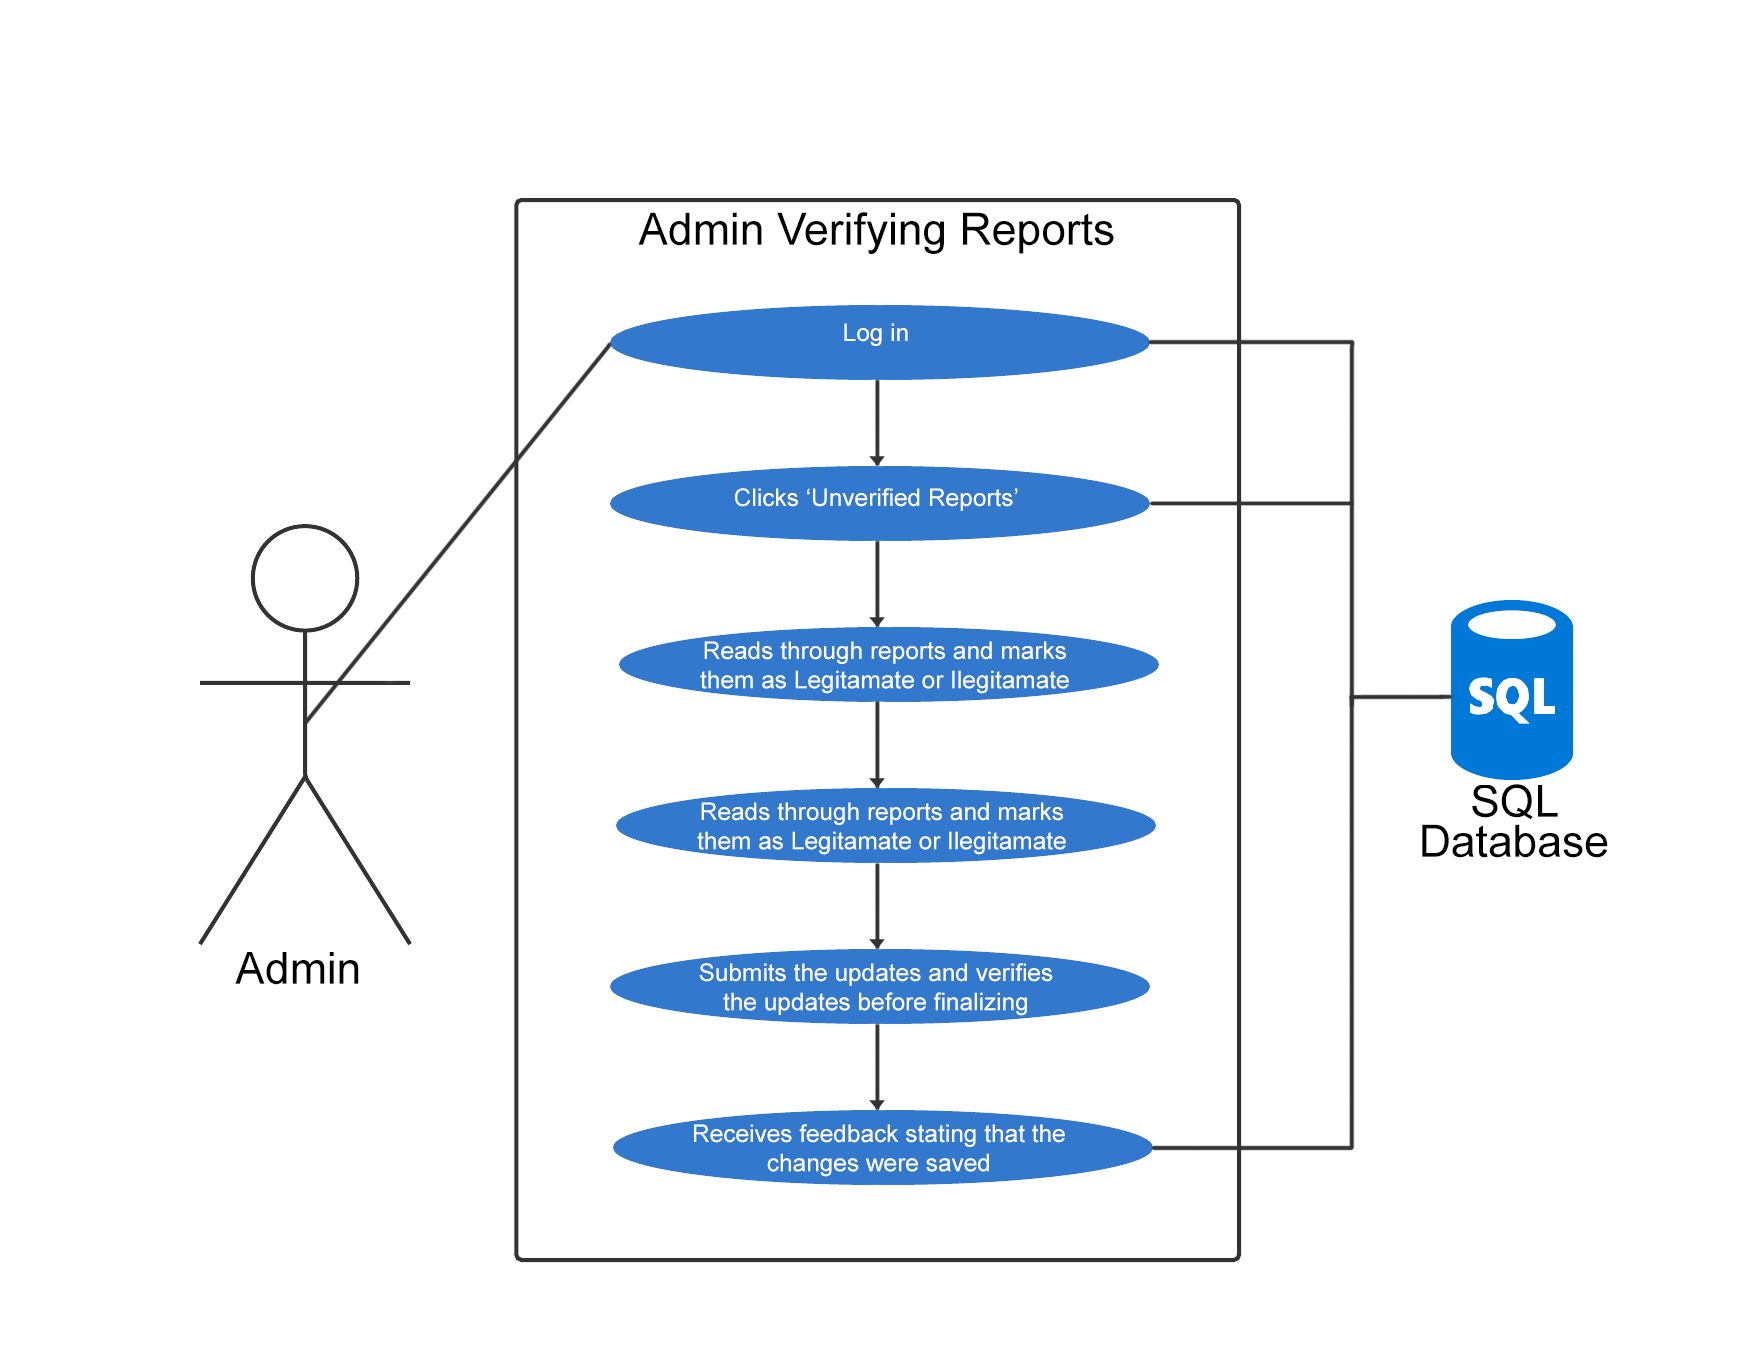 Admin Verifying Reports
Log in
Clicks ‘Unverified Reports’
Reads through reports and marks
them as Legitamate or Ilegitamate
Reads through reports and marks
them as Legitamate or Ilegitamate
Submits the updates and verifies
the updates before finalizing
Receives feedback stating that the
changes were saved
Admin
SQL
SQL
Database